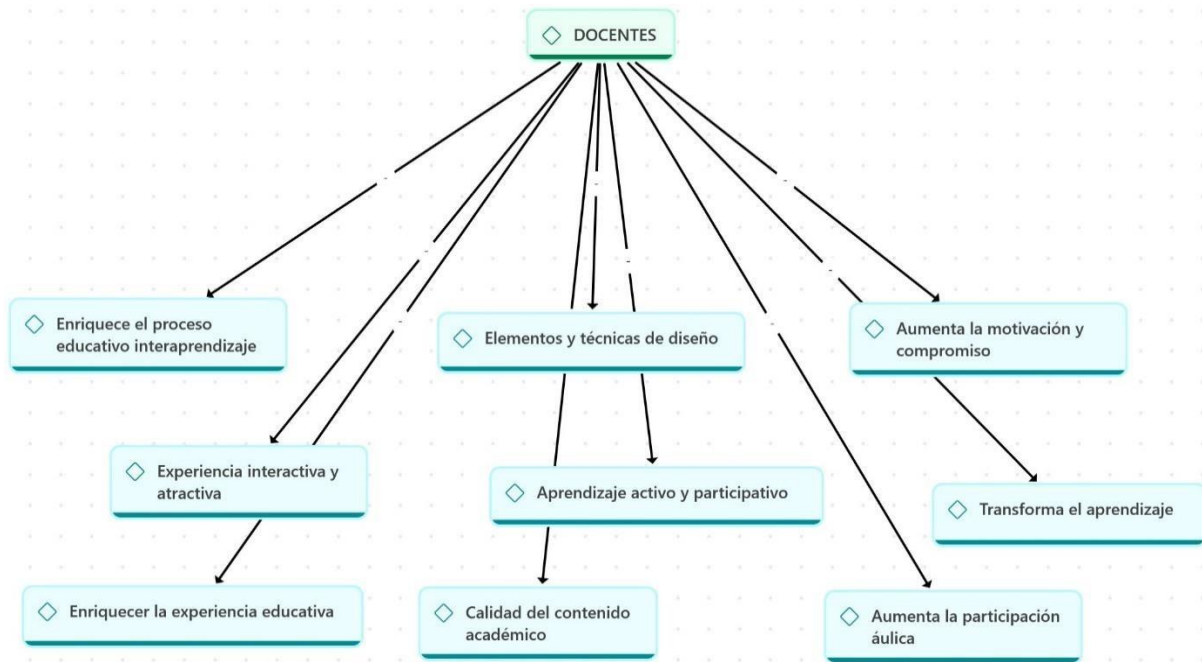 DOCENTES
Enriquece el proceso
educativo interaprendizaje
Elementos y técnicas de diseño
Aumenta la motivación y
compromiso
Experiencia interactiva y
atractiva
Aprendizaje activo y participativo
Transforma el aprendizaje
Enriquecer la experiencia educativa
Calidad del contenido
académico
Aumenta la participación
áulica